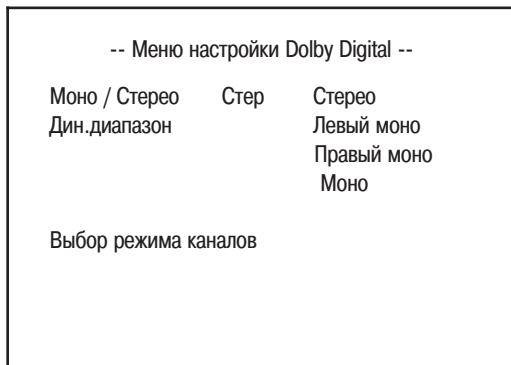 -- Меню настройки Dolby Digital --
Моно / Стерео Стер Стерео
Дин.диапазон Левый моно
Правый моно
Моно
Выбор режима каналов